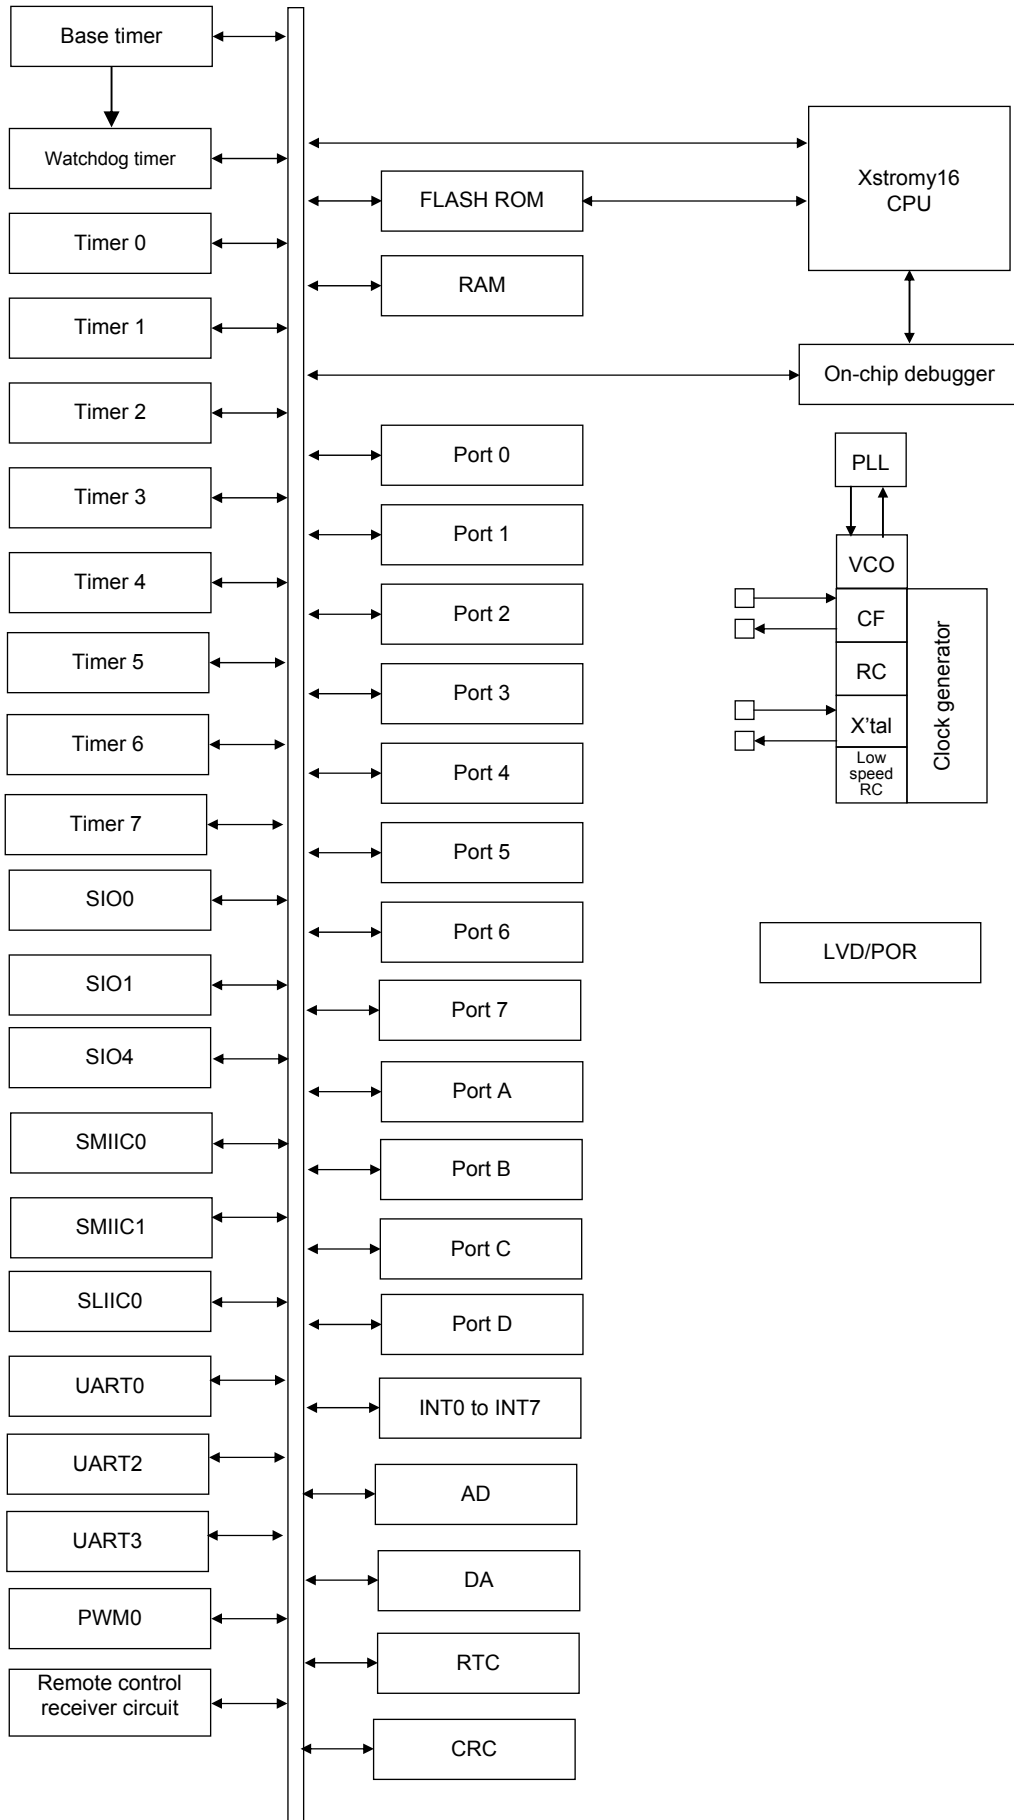 Base timer
Watchdog timer
Timer 0
Timer 1
Timer 2
Timer 3
Timer 4
Timer 5
Timer 6
Timer 7
SIO0
SIO1
SIO4
SMIIC0
SMIIC1
SLIIC0
UART0
UART2
UART3
PWM0
Remote control
receiver circuit
FLASH ROM
RAM
Port 0
Port 1
Port 2
Port 3
Port 4
Port 5
Port 6
Port 7
Port A
Port B
Port C
Port D
INT0 to INT7
AD
DA
RTC
CRC
Xstromy16
CPU
On-chip debugger
PLL
VCO
CF
RC
X'tal
Low
speed
RC
Clock generator
LVD/POR